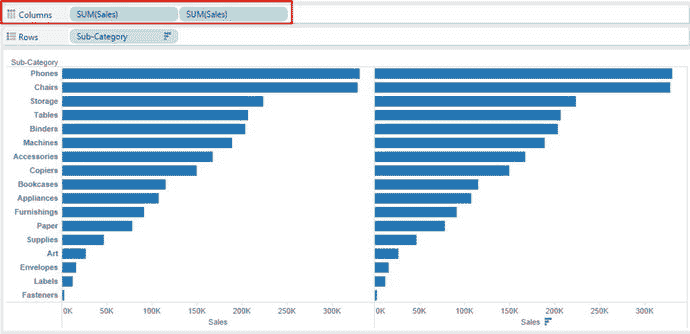 Columns SUM(Sales) SUM(Sales)
Rows Sub-Category
Sub-Category
Phones
Chairs
Storage
Tables
Binders
Machines
Accessories
Copiers
Bookcases
Appliances
Furnishings
Paper
Supplies
Art
Envelopes
Labels
Fasteners
0K 50K 100K 150K 200K 250K 300K 0K 50K 100K 150K 200K 250K 300K
Sales Sales